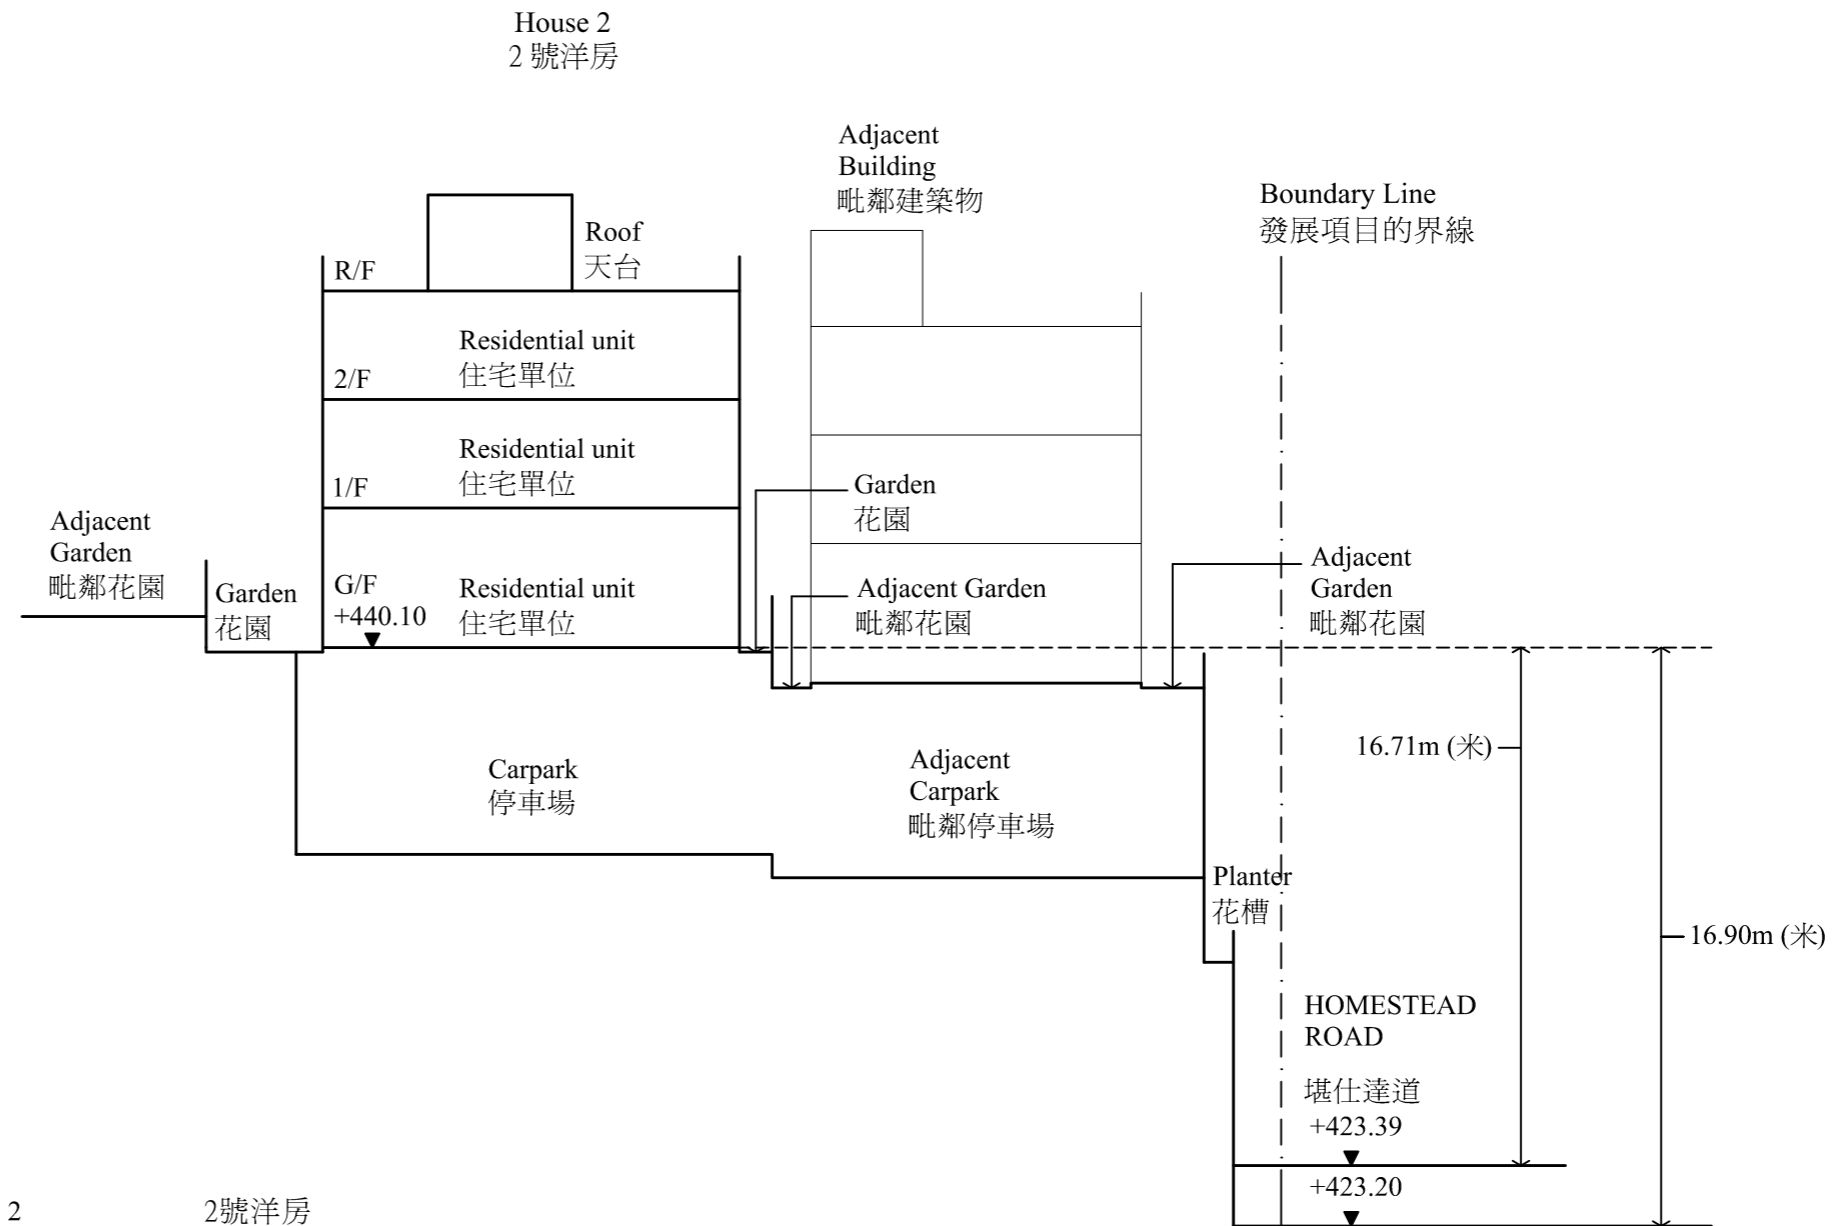 House 2
2 號洋房
Adjacent
Building
毗鄰建築物
Boundary Line
發展項目的界線
Roof
天台
R/F
Residential unit
住宅單位
2/F
Residential unit
住宅單位
1/F
Garden
花園
Adjacent
Garden
毗鄰花園
Garden
花園
G/F
+440.10
Residential unit
住宅單位
Adjacent Garden
毗鄰花園
Adjacent
Garden
毗鄰花園
16.71m (米)
Carpark
停車場
Adjacent
Carpark
毗鄰停車場
Planter
花槽
16.90m (米)
HOMESTEAD
ROAD
堪仕達道
+423.39
+423.20
2 2號洋房